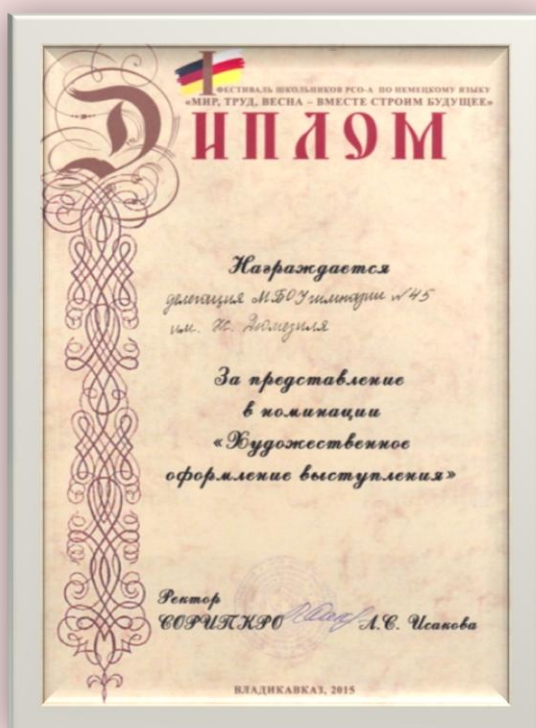 I ФЕСТИВАЛЬ ШКОЛЬНИКОВ РСО-А ПО НЕМЕЦКОМУ ЯЗЫКУ
«МИР, ТРУД, ВЕСНА – ВМЕСТЕ СТРОИМ БУДУЩЕЕ»
ДИПЛОМ
Награждается
делегация МБОУ гимназии №45
им. Ж. Дюмезиля
За представление
в номинации
«Художественное
оформление выступления»
Ректор
СОРИПКРО Л.С. Исакова
ВЛАДИКАВКАЗ, 2015